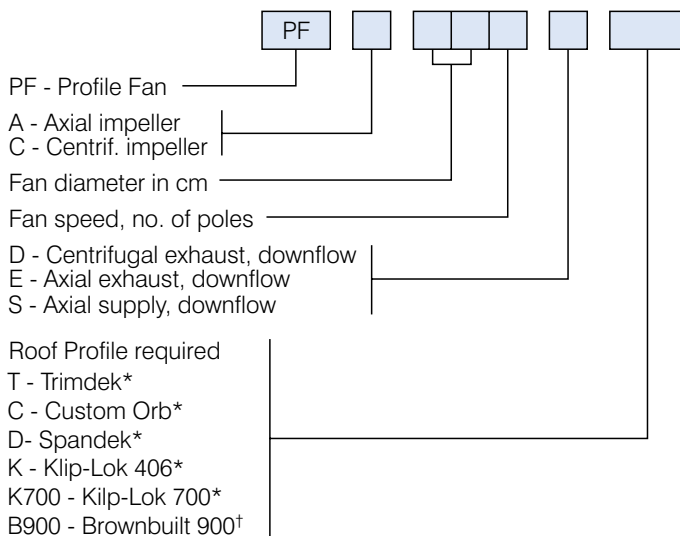 PF
PF - Profile Fan
A - Axial impeller
C - Centrif. impeller
Fan diameter in cm
Fan speed, no. of poles
D - Centrifugal exhaust, downflow
E - Axial exhaust, downflow
S - Axial supply, downflow
Roof Profile required
T - Trimdek*
C - Custom Orb*
D- Spandek*
K - Klip-Lok 406*
K700 - Kilp-Lok 700*
B900 - Brownbuilt 900†